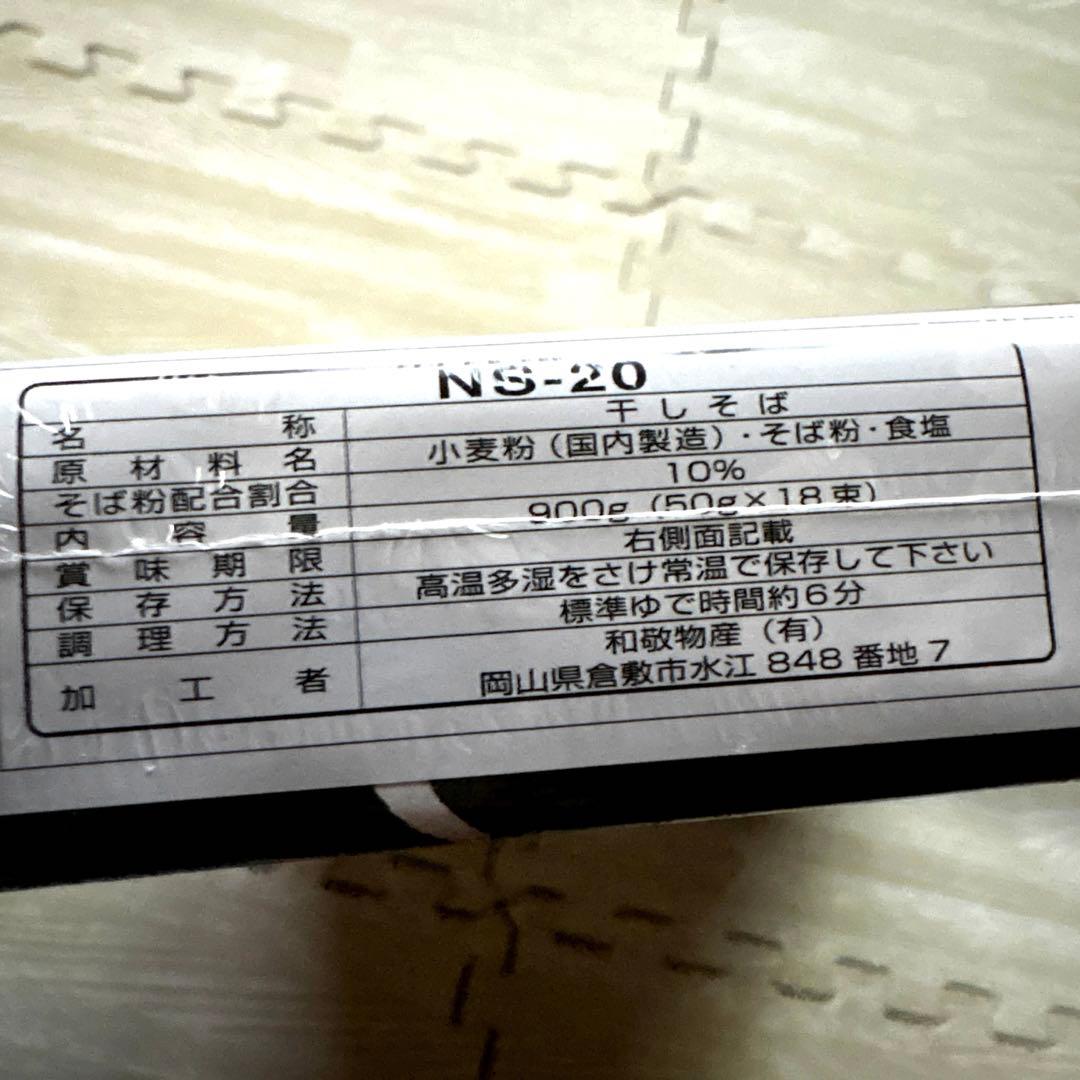 NS-20
名称 干しそば
原材料名 小麦粉(国内製造)・そば粉・食塩
そば粉配合割合 10%
内容量 900g(50g×18束)
賞味期限 右側面記載
保存方法 高温多湿をさけ常温で保存して下さい
調理方法 標準ゆで時間約6分
加工者 和敬物産(有)
岡山県倉敷市水江848番地7